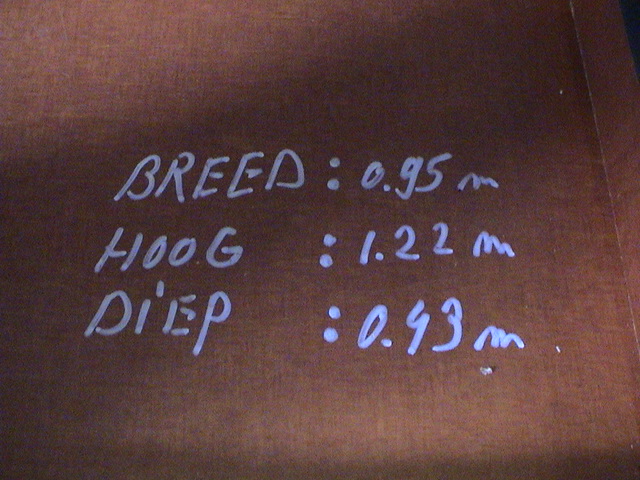 BREED : 0.95 m
HOOG : 1.22 m
DIEP : 0.43 m